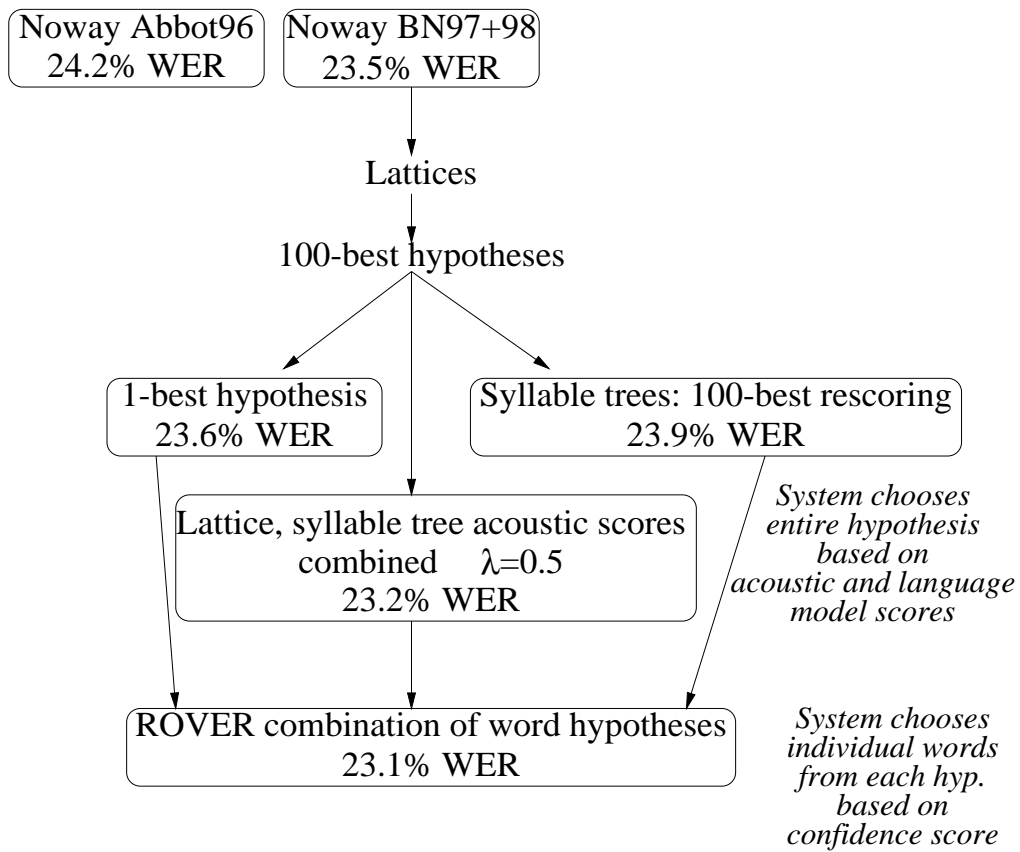 Noway Abbot96
24.2% WER
Noway BN97+98
23.5% WER
Lattices
100-best hypotheses
1-best hypothesis
23.6% WER
Syllable trees: 100-best rescoring
23.9% WER
Lattice, syllable tree acoustic scores
combined λ=0.5
23.2% WER
System chooses
entire hypothesis
based on
acoustic and language
model scores
ROVER combination of word hypotheses
23.1% WER
System chooses
individual words
from each hyp.
based on
confidence score